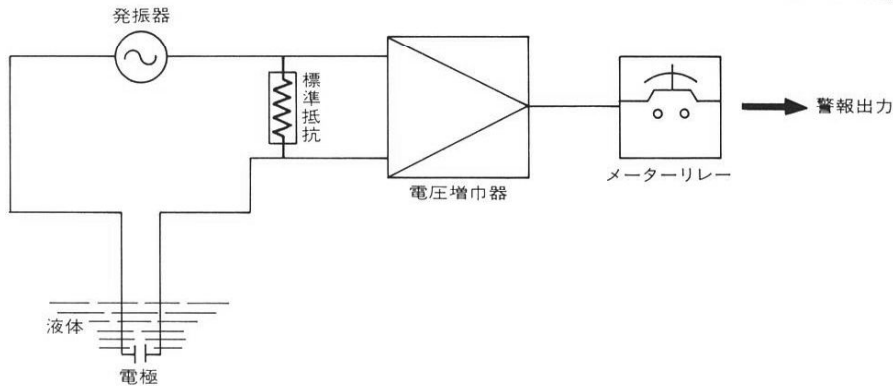 発振器
標準抵抗
電圧増巾器
メーターリレー
警報出力
液体
電極